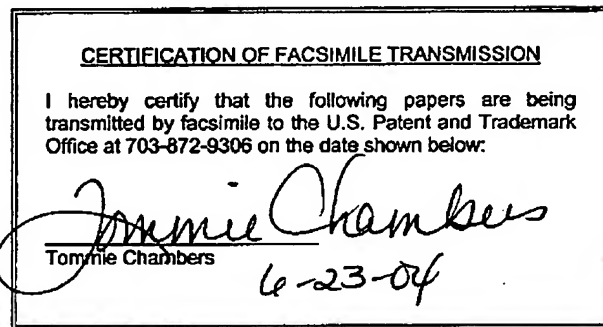 CERTIFICATION OF FACSIMILE TRANSMISSION
I hereby certify that the following papers are being
transmitted by facsimile to the U.S. Patent and Trademark
Office at 703-872-9306 on the date shown below:
Tommie Chambers
Tommie Chambers
6-23-04